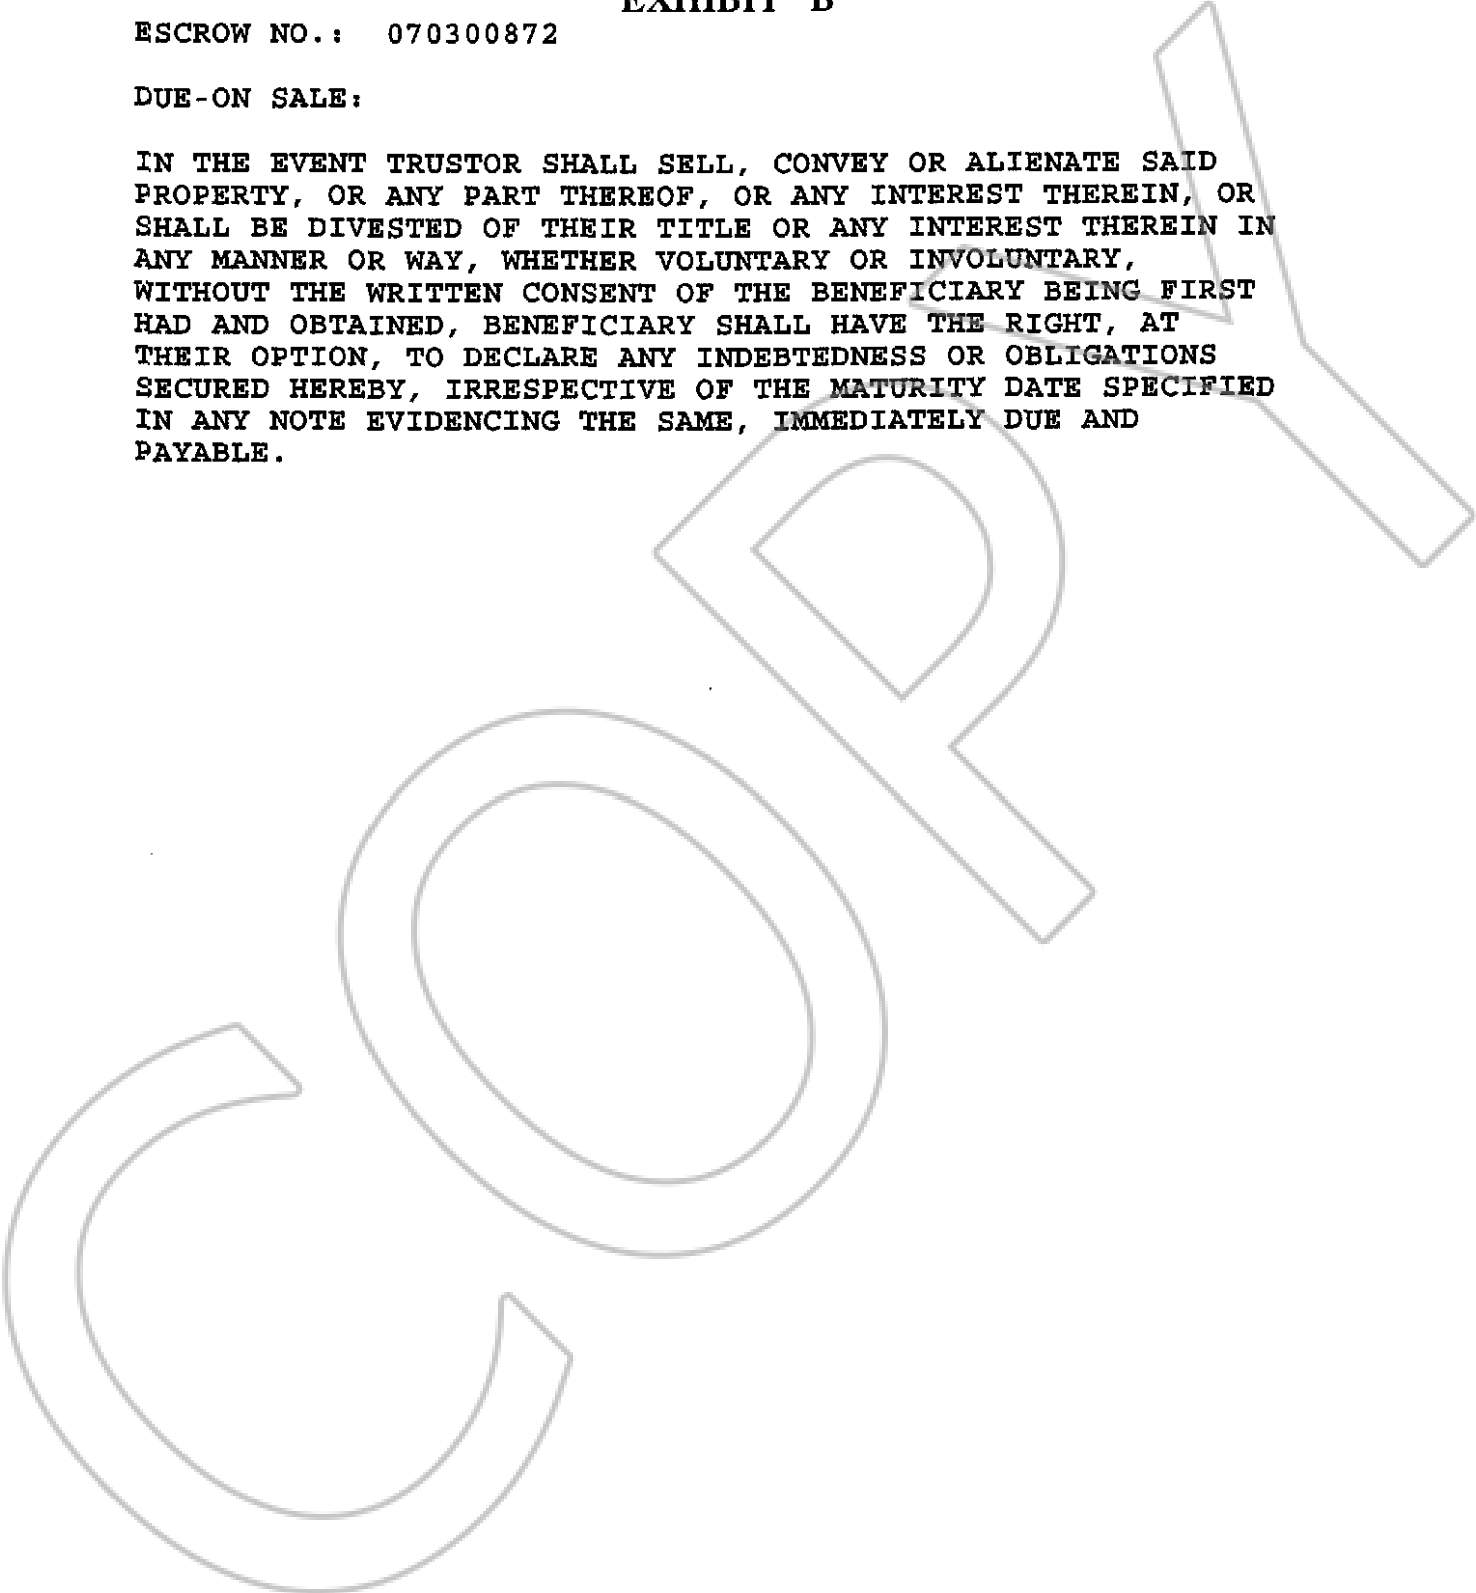 EXHIBIT "B"
ESCROW NO.: 070300872
DUE-ON SALE:
IN THE EVENT TRUSTOR SHALL SELL, CONVEY OR ALIENATE SAID
PROPERTY, OR ANY PART THEREOF, OR ANY INTEREST THEREIN, OR
SHALL BE DIVESTED OF THEIR TITLE OR ANY INTEREST THEREIN IN
ANY MANNER OR WAY, WHETHER VOLUNTARY OR INVOLUNTARY,
WITHOUT THE WRITTEN CONSENT OF THE BENEFICIARY BEING FIRST
HAD AND OBTAINED, BENEFICIARY SHALL HAVE THE RIGHT, AT
THEIR OPTION, TO DECLARE ANY INDEBTEDNESS OR OBLIGATIONS
SECURED HEREBY, IRRESPECTIVE OF THE MATURITY DATE SPECIFIED
IN ANY NOTE EVIDENCING THE SAME, IMMEDIATELY DUE AND
PAYABLE.
COPY